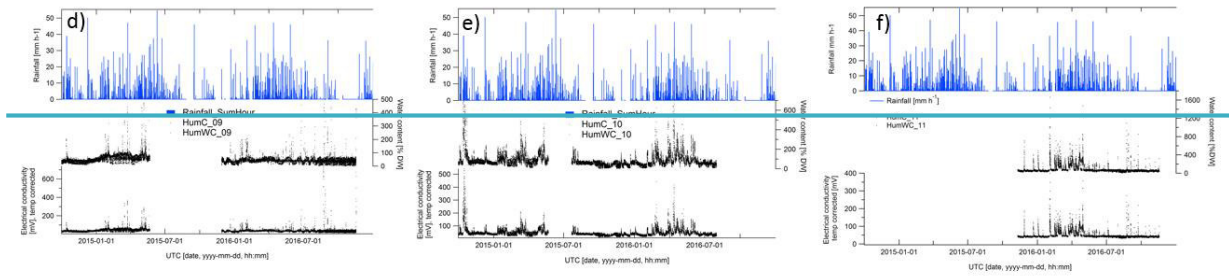 d)
Rainfall [mm h-1]
50
40
30
20
10
0
Rainfall_SumHour
HumC_09
HumWC_09
500
400
300
200
100
0
Water content [% DW]
Electrical conductivity
[mV], temp corrected
600
400
200
2015-01-01
2015-07-01
2016-01-01
2016-07-01
UTC [date, yyyy-mm-dd, hh:mm]
e)
Rainfall [mm h-1]
50
40
30
20
10
0
Rainfall_SumHour
HumC_10
HumWC_10
600
400
200
0
Water content [% DW]
Electrical conductivity
[mV], temp corrected
500
400
300
200
100
0
2015-01-01
2015-07-01
2016-01-01
2016-07-01
UTC [date, yyyy-mm-dd, hh:mm]
f)
Rainfall mm h-1
50
40
30
20
10
0
Rainfall [mm h-1]
HumWC_11
1600
1200
800
400
0
Water content [%DW]
Electrical conductivity
[mV], temp corrected
400
300
200
100
0
2015-01-01
2015-07-01
2016-01-01
2016-07-01
UTC [date, yyyy-mm-dd, hh:mm]